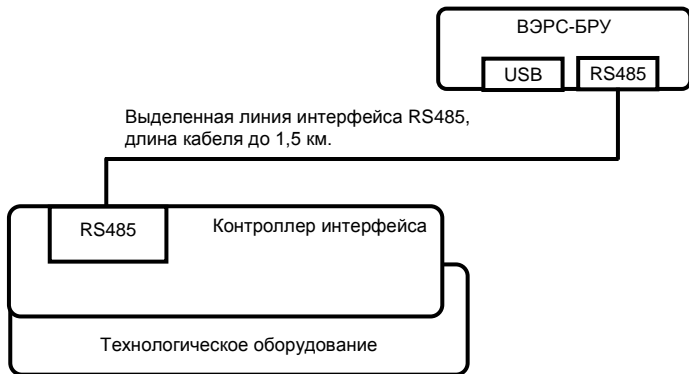 ВЭРС-БРУ
USB
RS485
Выделенная линия интерфейса RS485,
длина кабеля до 1,5 км.
RS485
Контроллер интерфейса
Технологическое оборудование